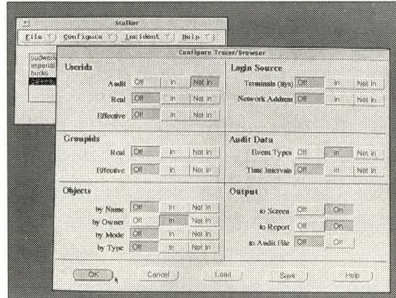 stalker
File Configure Incident Help
sudwerk
imperial
bucks
Configure Tracer/Browser
Userids
Audit Off In Not In
Real Off In Not In
Effective Off In Not In
Login Source
Terminals (ttys) Off In Not In
Network Address Off In Not In
Groupids
Real Off In Not In
Effective Off In Not In
Audit Data
Event Types Off In Not In
Time Intervals Off In Not In
Objects
by Name Off In Not In
by Owner Off In Not In
by Mode Off In Not In
by Type Off In Not In
Output
to Screen Off On
to Report Off On
to Audit File Off On
OK Cancel Load Save Help